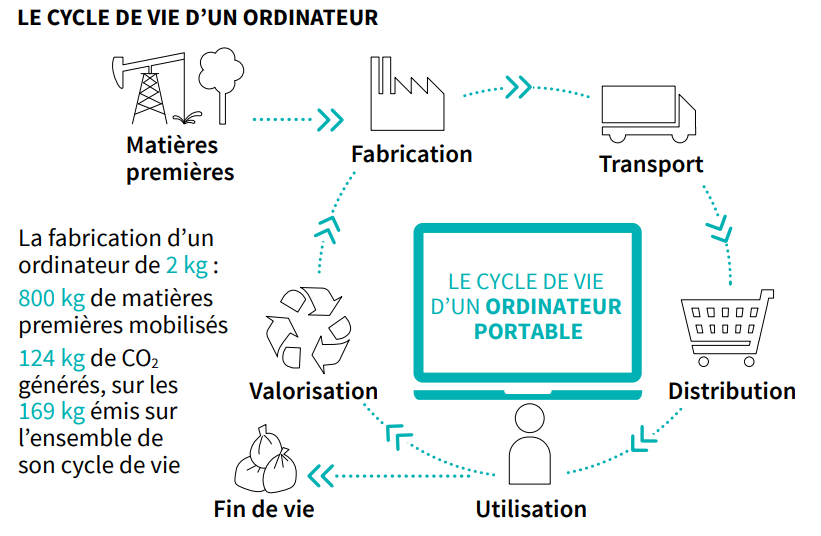 LE CYCLE DE VIE D'UN ORDINATEUR
Matières
premières
Fabrication
Transport
La fabrication d'un
ordinateur de 2 kg :
800 kg de matières
premières mobilisés
124 kg de CO₂
générés, sur les
169 kg émis sur
l'ensemble de
son cycle de vie
LE CYCLE DE VIE
D'UN ORDINATEUR
PORTABLE
Valorisation
Distribution
Fin de vie
Utilisation